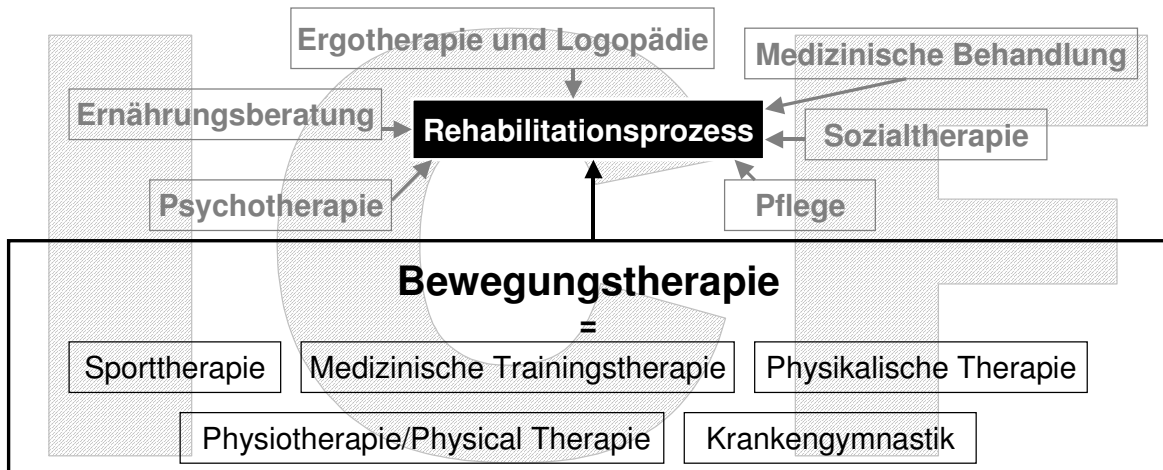 ICF
Ergotherapie und Logopädie
Medizinische Behandlung
Ernährungsberatung
Rehabilitationsprozess
Sozialtherapie
Psychotherapie
Pflege
Bewegungstherapie
=
Sporttherapie
Medizinische Trainingstherapie
Physikalische Therapie
Physiotherapie/Physical Therapie
Krankengymnastik